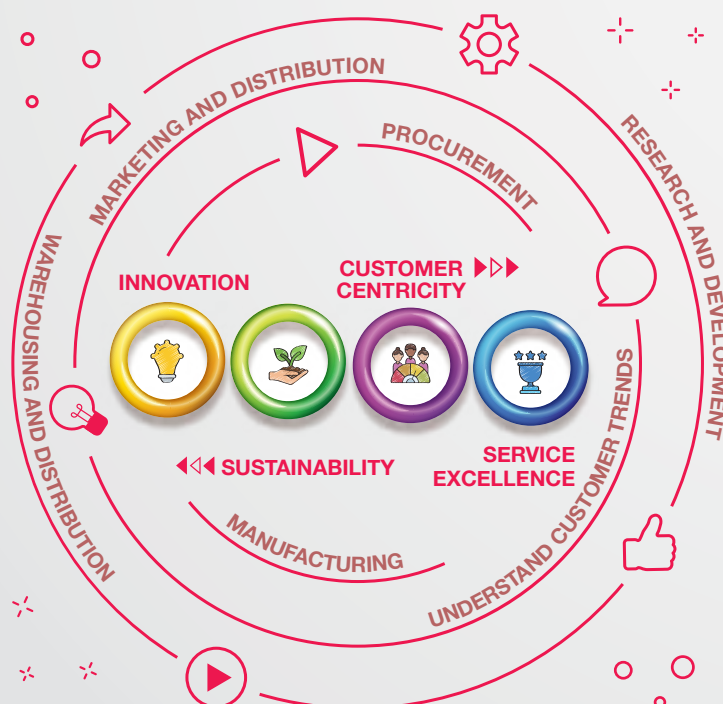 MARKETING AND DISTRIBUTION
PROCUREMENT
RESEARCH AND DEVELOPMENT
WAREHOUSING AND DISTRIBUTION
INNOVATION
CUSTOMER
CENTRICITY
SUSTAINABILITY
SERVICE
EXCELLENCE
UNDERSTAND CUSTOMER TRENDS
MANUFACTURING